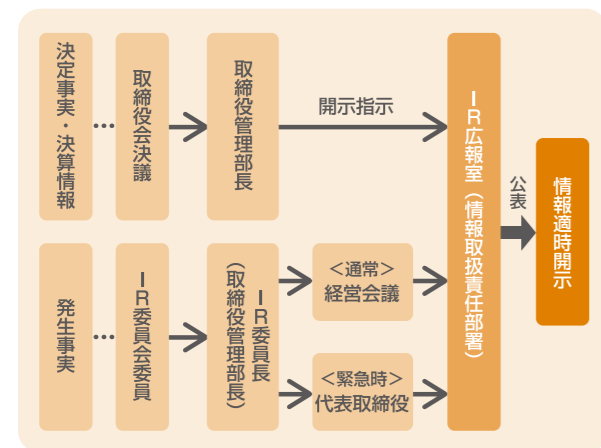 決定事実・決算情報
…
取締役会決議
取締役管理部長
開示指示
IR広報室(情報取扱責任部署)
公表
情報適時開示
発生事実
…
IR委員会委員
IR委員長
(取締役管理部長)
<通常>
経営会議
<緊急時>
代表取締役